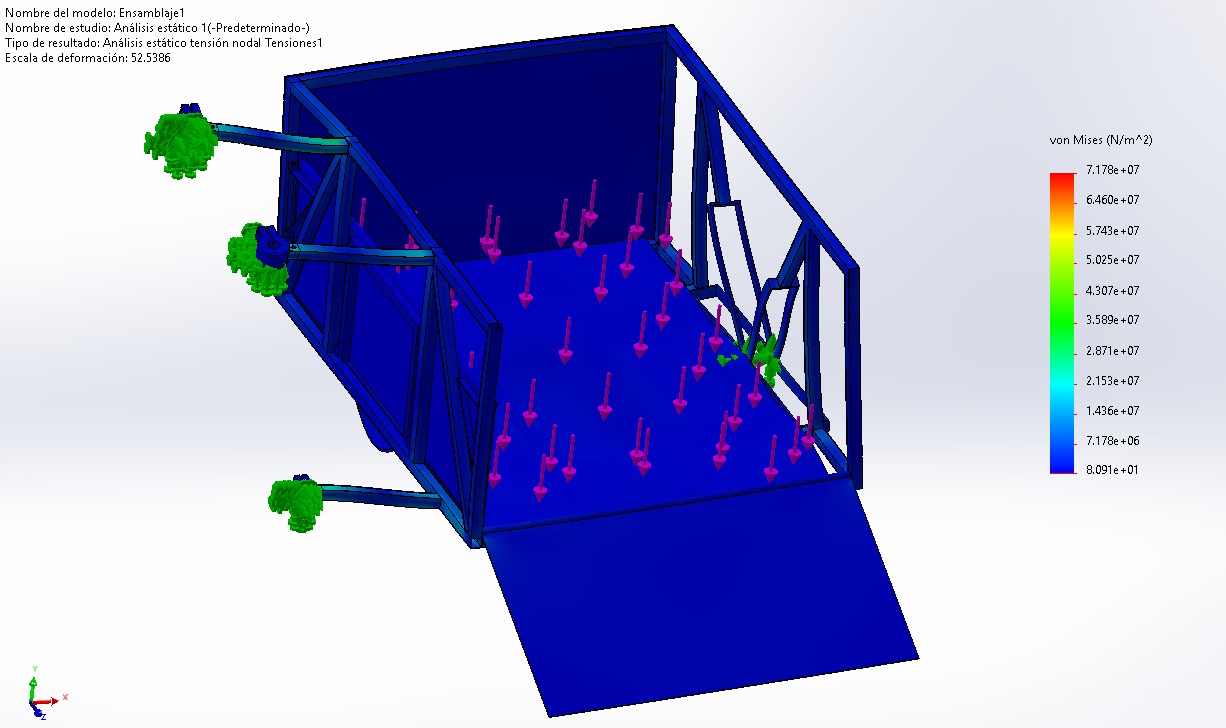 Nombre del modelo: Ensamblaje1
Nombre de estudio: Análisis estático 1(-Predeterminado-)
Tipo de resultado: Análisis estático tensión nodal Tensiones1
Escala de deformación: 52.5386
von Mises (N/m^2)
7.178e+07
6.460e+07
5.743e+07
5.025e+07
4.307e+07
3.589e+07
2.871e+07
2.153e+07
1.436e+07
7.178e+06
8.091e+01
Y
X
Z